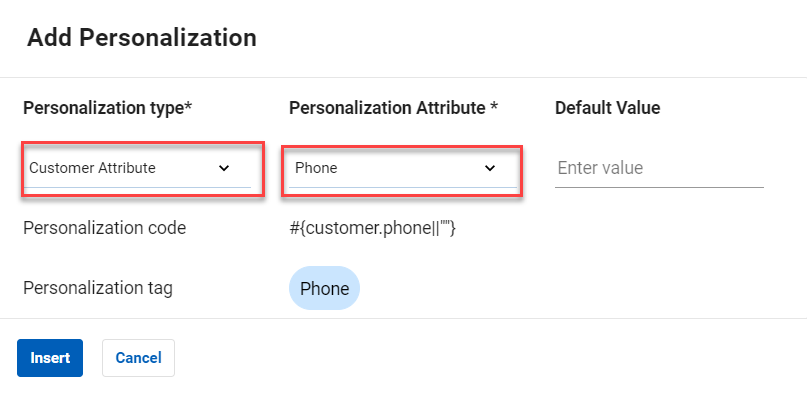 Add Personalization
Personalization type* Personalization Attribute * Default Value
Customer Attribute Phone Enter value
Personalization code #{customer.phone||""}
Personalization tag Phone
Insert Cancel